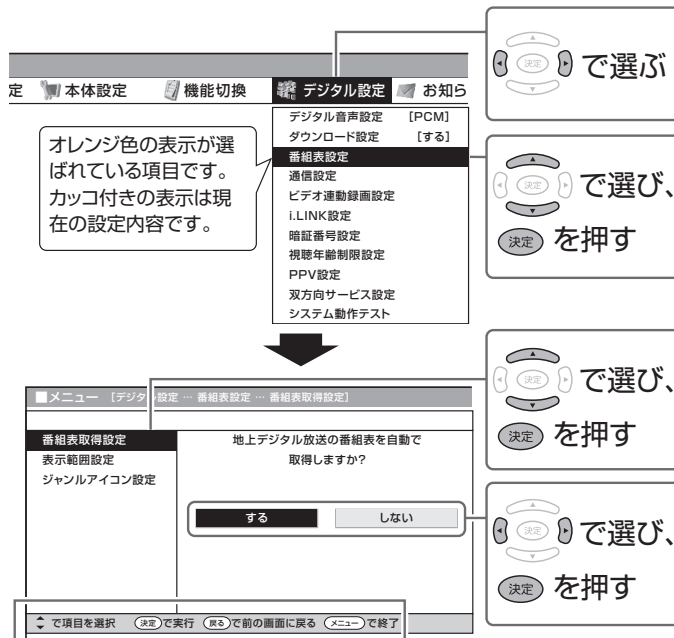 定 本体設定 機能切換 デジタル設定 お知ら
デジタル音声設定 [PCM]
ダウンロード設定 [する]
番組表設定
通信設定
ビデオ連動録画設定
i.LINK設定
暗証番号設定
視聴年齢制限設定
PPV設定
双方向サービス設定
システム動作テスト
オレンジ色の表示が選
ばれている項目です。
カッコ付きの表示は現
在の設定内容です。
決定 で選ぶ
決定 で選び、
決定 を押す
メニュー [デジタル設定 … 番組表設定 … 番組表取得設定]
番組表取得設定
表示範囲設定
ジャンルアイコン設定
地上デジタル放送の番組表を自動で
取得しますか?
する しない
で項目を選択 決定で実行 戻るで前の画面に戻る メニューで終了
決定 で選び、
決定 を押す
決定 で選び、
決定 を押す